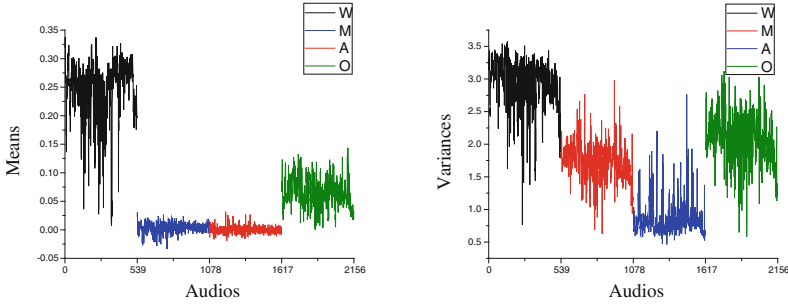 W
M
A
O
0.35
0.30
0.25
0.20
0.15
0.10
0.05
0.00
-0.05
Means
0
539
1078
1617
2156
Audios
W
M
A
O
3.5
3.0
2.5
2.0
1.5
1.0
0.5
Variances
0
539
1078
1617
2156
Audios